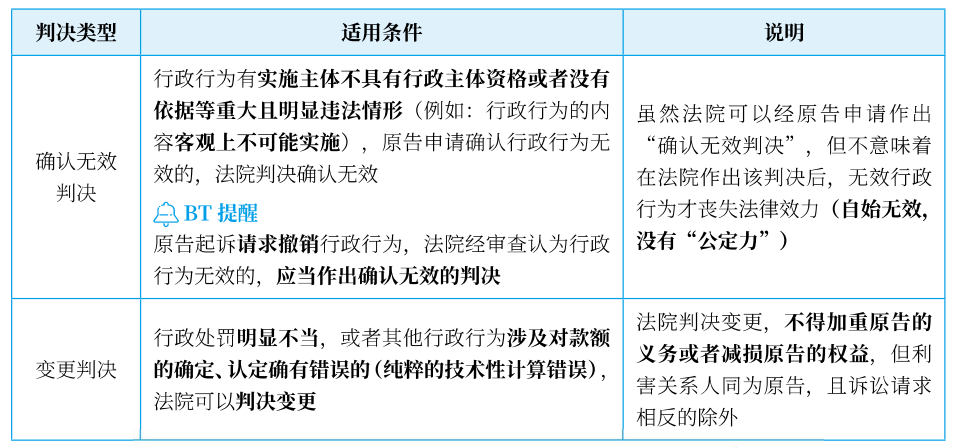 判决类型
适用条件
说明
确认无效
判决
行政行为有实施主体不具有行政主体资格或者没有
依据等重大且明显违法情形（例如：行政行为的内
容客观上不可能实施），原告申请确认行政行为无
效的，法院判决确认无效
BT 提醒
原告起诉请求撤销行政行为，法院经审查认为行政
行为无效的，应当作出确认无效的判决
虽然法院可以经原告申请作出
“确认无效判决”，但不意味着
在法院作出该判决后，无效行政
行为才丧失法律效力（自始无效，
没有“公定力”）
变更判决
行政处罚明显不当，或者其他行政行为涉及对款额
的确定、认定确有错误的（纯粹的技术性计算错误），
法院可以判决变更
法院判决变更，不得加重原告的
义务或者减损原告的权益，但利
害关系人同为原告，且诉讼请求
相反的除外